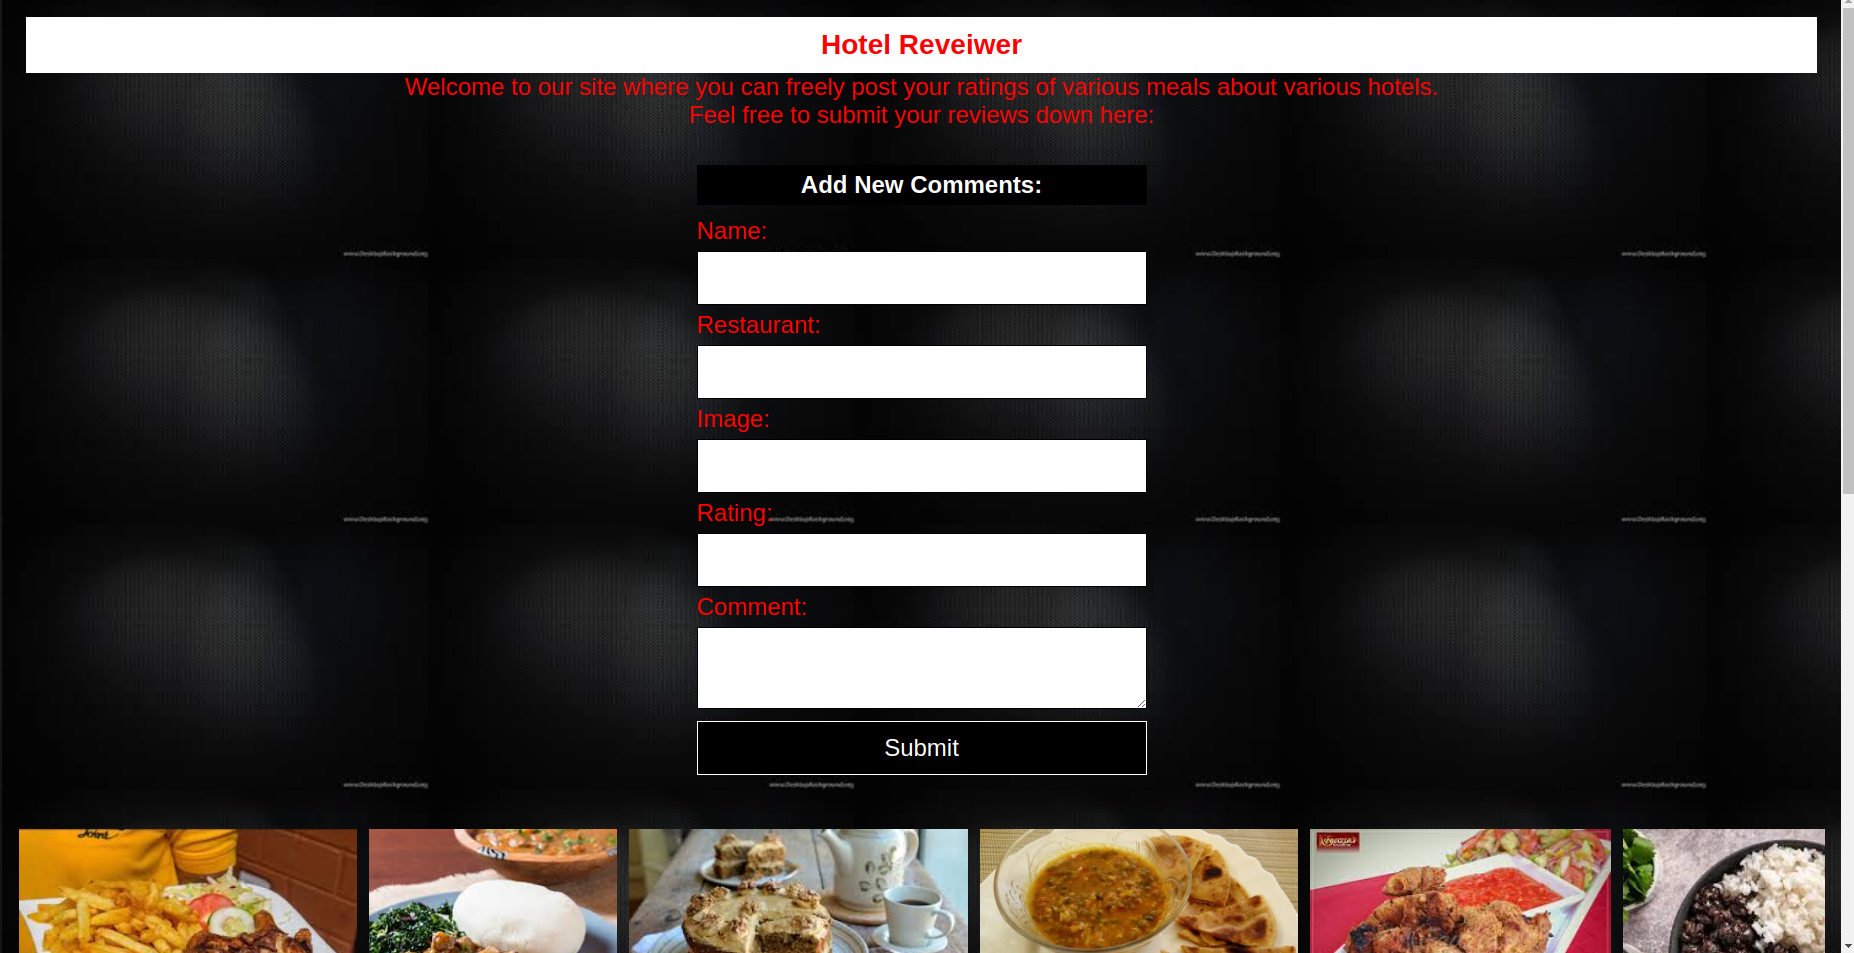 Hotel Reveiwer
Welcome to our site where you can freely post your ratings of various meals about various hotels.
Feel free to submit your reviews down here:
Add New Comments:
Name:
Restaurant:
Image:
Rating:
Comment:
Submit
Joint